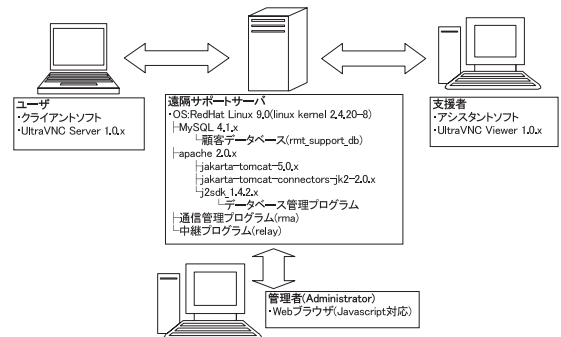 ユーザ
・クライアントソフト
・UltraVNC Server 1.0.x
遠隔サポートサーバ
・OS:RedHat Linux 9.0(linux kernel 2.4.20-8)
├MySQL 4.1.x
└顧客データベース(rmt_support_db)
├apache 2.0.x
├jakarta-tomcat-5.0.x
├jakarta-tomcat-connectors-jk2-2.0.x
└j2sdk_1.4.2.x
└データベース管理プログラム
├通信管理プログラム(rma)
└中継プログラム(relay)
支援者
・アシスタントソフト
・UltraVNC Viewer 1.0.x
管理者(Administrator)
・Webブラウザ(Javascript対応)